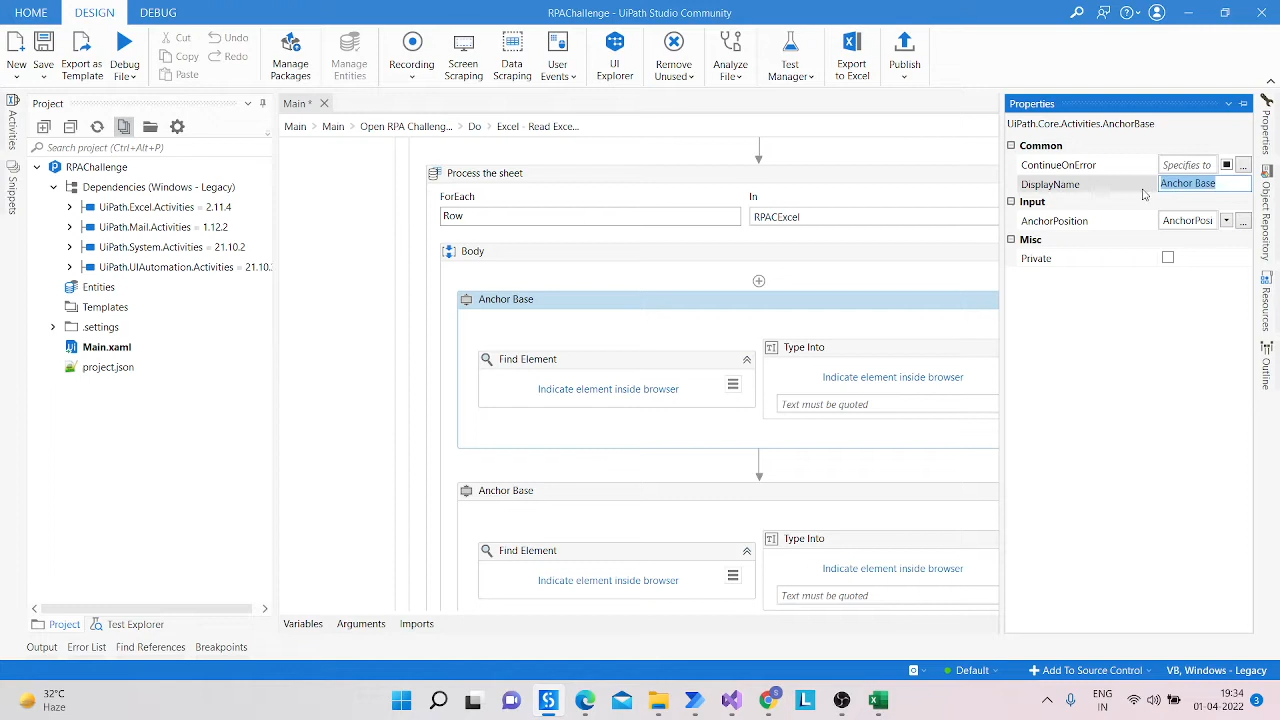 HOME
DESIGN
DEBUG
RPAChallenge - UiPath Studio Community
New
Save
Export as Template
Debug File
Cut
Copy
Paste
Undo
Redo
Manage Packages
Manage Entities
Recording
Screen Scraping
Data Scraping
User Events
UI Explorer
Remove Unused
Analyze File
Test Manager
Export to Excel
Publish
Activities
Snippets
Project
Search project (Ctrl+Alt+P)
RPAChallenge
Dependencies (Windows - Legacy)
UiPath.Excel.Activities = 2.11.4
UiPath.Mail.Activities = 1.12.2
UiPath.System.Activities = 21.10.2
UiPath.UIAutomation.Activities = 21.10.
Entities
Templates
.settings
Main.xaml
project.json
Project
Test Explorer
Main *
Main
Main
Open RPA Challeng...
Do
Excel - Read Exce...
Process the sheet
ForEach
In
Row
RPACExcel
Body
Anchor Base
Find Element
Indicate element inside browser
Type Into
Indicate element inside browser
Text must be quoted
Anchor Base
Find Element
Indicate element inside browser
Type Into
Indicate element inside browser
Text must be quoted
Variables
Arguments
Imports
Properties
UiPath.Core.Activities.AnchorBase
Common
ContinueOnError
Specifies to
...
DisplayName
Anchor Base
Input
AnchorPosition
AnchorPosi
...
Misc
Private
Properties
Object Repository
Resources
Outline
Output
Error List
Find References
Breakpoints
Default
Add To Source Control
VB, Windows - Legacy
32°C
Haze
ENG
IN
19:34
01-04-2022
3